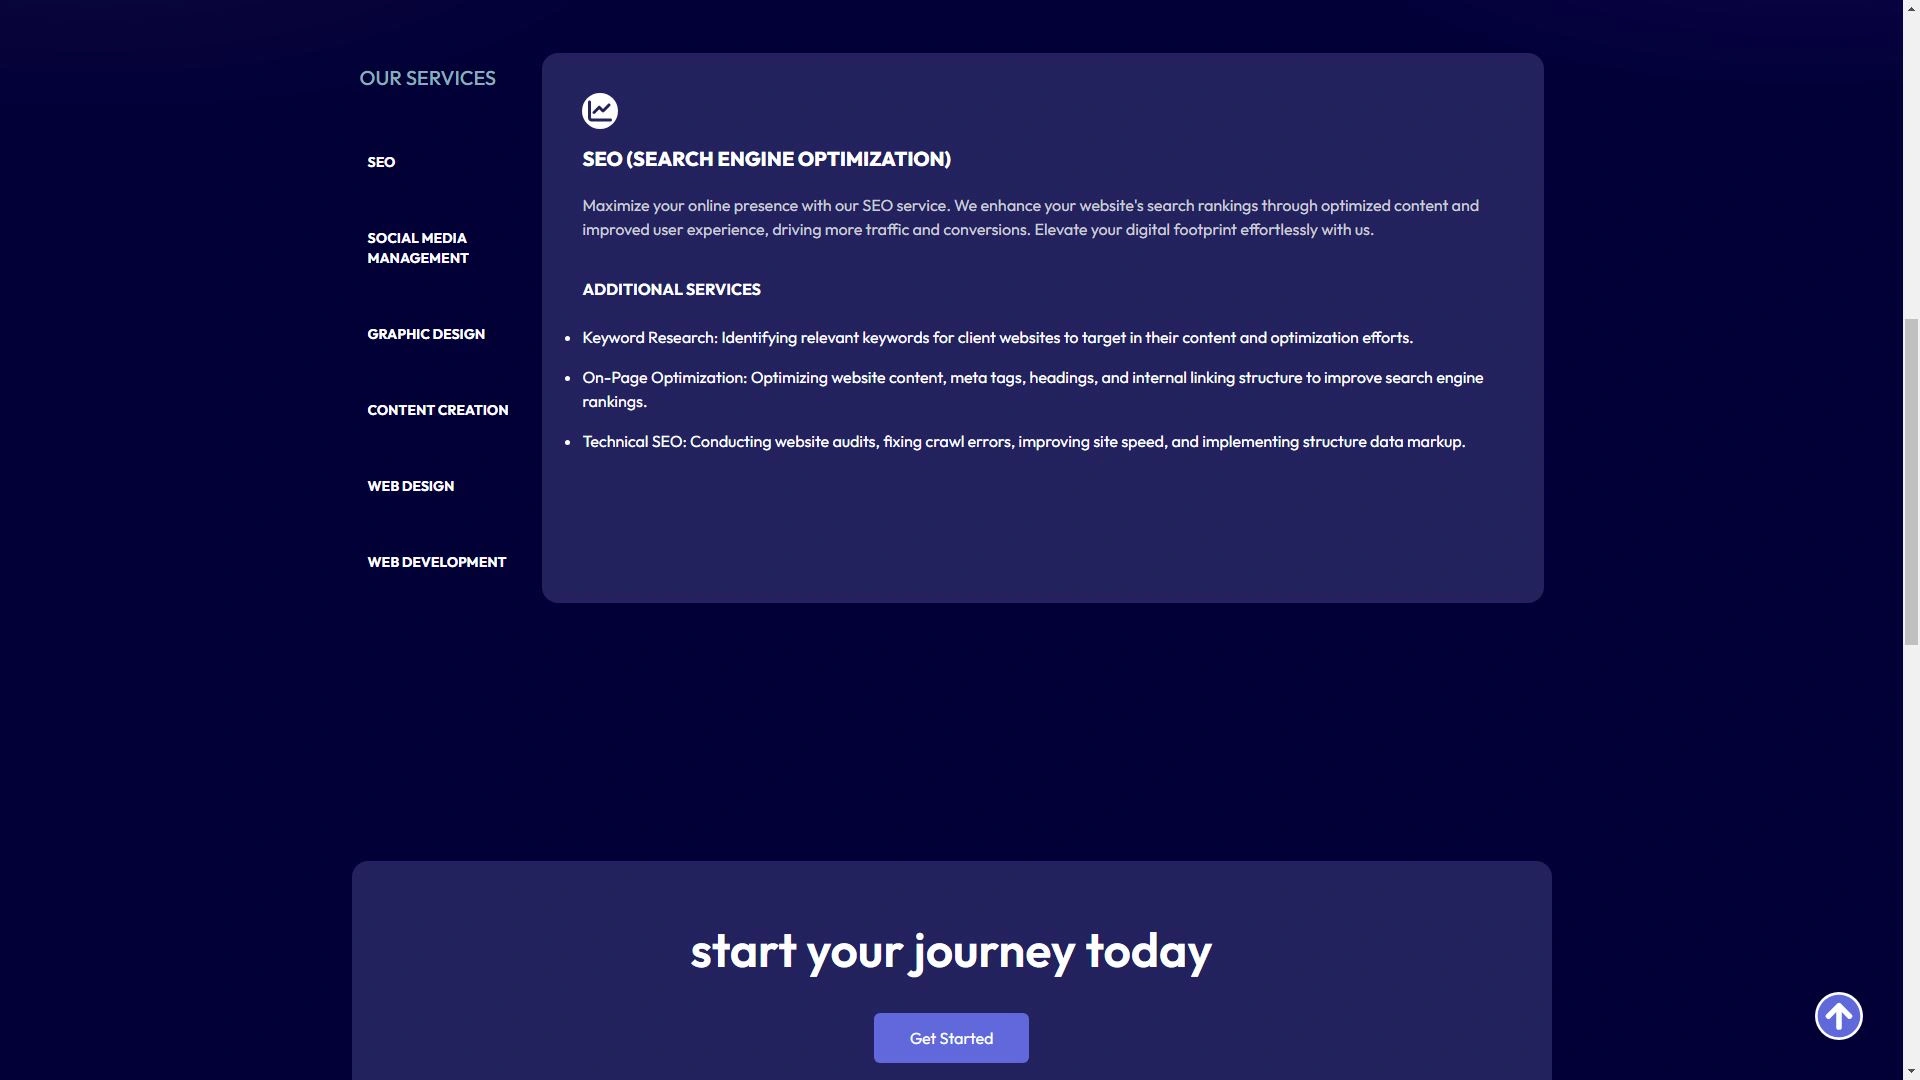 OUR SERVICES
SEO
SOCIAL MEDIA
MANAGEMENT
GRAPHIC DESIGN
CONTENT CREATION
WEB DESIGN
WEB DEVELOPMENT
SEO (SEARCH ENGINE OPTIMIZATION)
Maximize your online presence with our SEO service. We enhance your website's search rankings through optimized content and
improved user experience, driving more traffic and conversions. Elevate your digital footprint effortlessly with us.
ADDITIONAL SERVICES
• Keyword Research: Identifying relevant keywords for client websites to target in their content and optimization efforts.
• On-Page Optimization: Optimizing website content, meta tags, headings, and internal linking structure to improve search engine
rankings.
• Technical SEO: Conducting website audits, fixing crawl errors, improving site speed, and implementing structure data markup.
start your journey today
Get Started